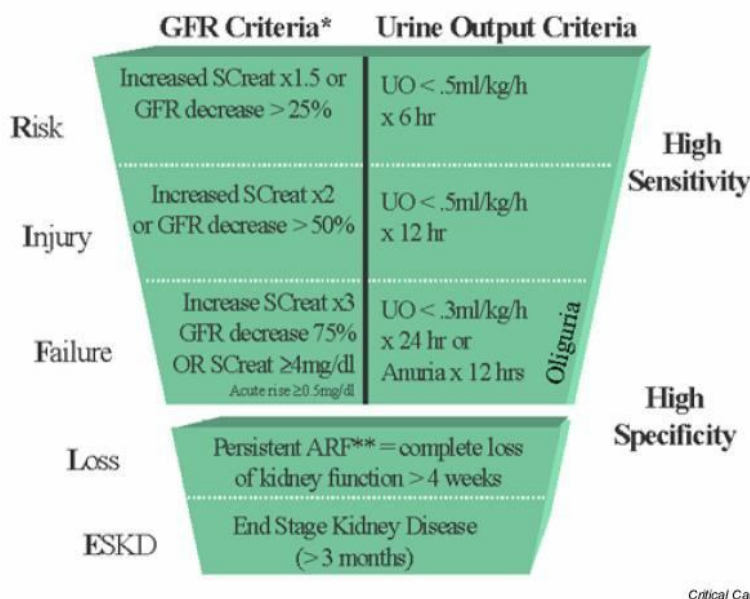 GFR Criteria* Urine Output Criteria
Increased SCreat x1.5 or
GFR decrease > 25%
UO < .5ml/kg/h
x 6 hr
Risk
High
Sensitivity
Increased SCreat x2
or GFR decrease > 50%
UO < .5ml/kg/h
x 12 hr
Injury
Increase SCreat x3
GFR decrease 75%
OR SCreat ≥4mg/dl
Acute rise ≥0.5mg/dl
UO < .3ml/kg/h
x 24 hr or
Anuria x 12 hrs
Oliguria
Failure
High
Specificity
Persistent ARF** = complete loss
of kidney function > 4 weeks
Loss
End Stage Kidney Disease
(> 3 months)
ESKD
Critical Ca